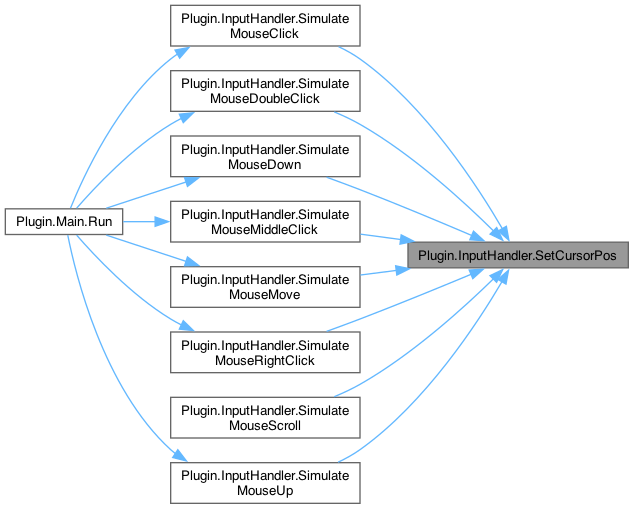 Plugin.InputHandler.Simulate
MouseClick
Plugin.InputHandler.Simulate
MouseDoubleClick
Plugin.InputHandler.Simulate
MouseDown
Plugin.InputHandler.Simulate
MouseMiddleClick
Plugin.Main.Run
Plugin.InputHandler.SetCursorPos
Plugin.InputHandler.Simulate
MouseMove
Plugin.InputHandler.Simulate
MouseRightClick
Plugin.InputHandler.Simulate
MouseScroll
Plugin.InputHandler.Simulate
MouseUp